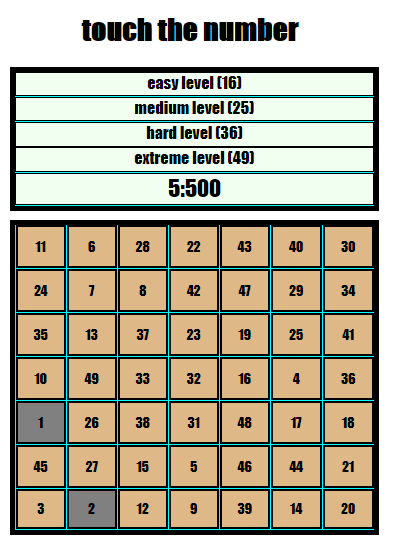 touch the number
easy level (16)
medium level (25)
hard level (36)
extreme level (49)
5:500
11 6 28 22 43 40 30
24 7 8 42 47 29 34
35 13 37 23 19 25 41
10 49 33 32 16 4 36
1 26 38 31 48 17 18
45 27 15 5 46 44 21
3 2 12 9 39 14 20